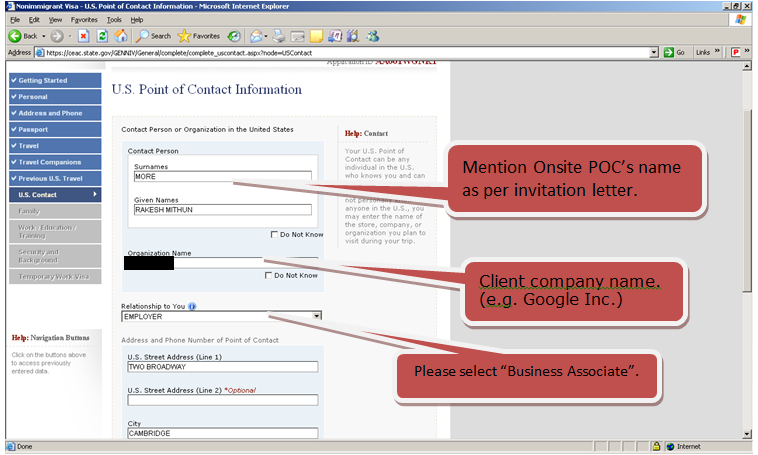 Nonimmigrant Visa - U.S. Point of Contact Information - Microsoft Internet Explorer
File Edit View Favorites Tools Help
Back Search Favorites
Address https://ceac.state.gov/GENNIV/General/complete/complete_uscontact.aspx?node=USContact Go Links »
Application ID
Getting Started
Personal
Address and Phone
Passport
Travel
Travel Companions
Previous U.S. Travel
U.S. Contact
Family
Work / Education /
Training
Security and
Background
Temporary Work Visa
Help: Navigation Buttons
Click on the buttons above
to access previously
entered data.
U.S. Point of Contact Information
Contact Person or Organization in the United States
Contact Person
Surnames
MORE
Given Names
RAKESH MITHUN
Do Not Know
Organization Name
Do Not Know
Relationship to You
EMPLOYER
Address and Phone Number of Point of Contact
U.S. Street Address (Line 1)
TWO BROADWAY
U.S. Street Address (Line 2) *Optional
City
CAMBRIDGE
Help: Contact
Your U.S. Point of
Contact can be any
individual in the U.S.
who knows you and can
not personally
anyone in the U.S., you
may enter the name of
the store, company, or
organization you plan to
visit during your trip.
Mention Onsite POC's name
as per invitation letter.
Client company name.
(e.g. Google Inc.)
Please select “Business Associate”.
Done Internet